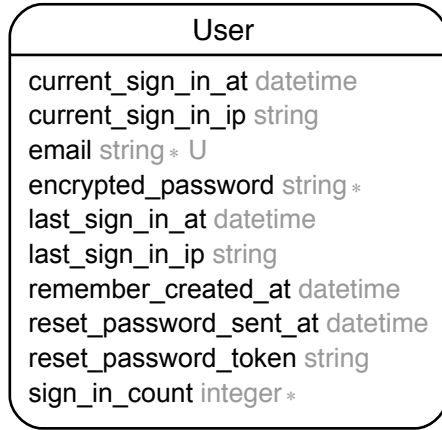 User
current_sign_in_at datetime
current_sign_in_ip string
email string * U
encrypted_password string *
last_sign_in_at datetime
last_sign_in_ip string
remember_created_at datetime
reset_password_sent_at datetime
reset_password_token string
sign_in_count integer *